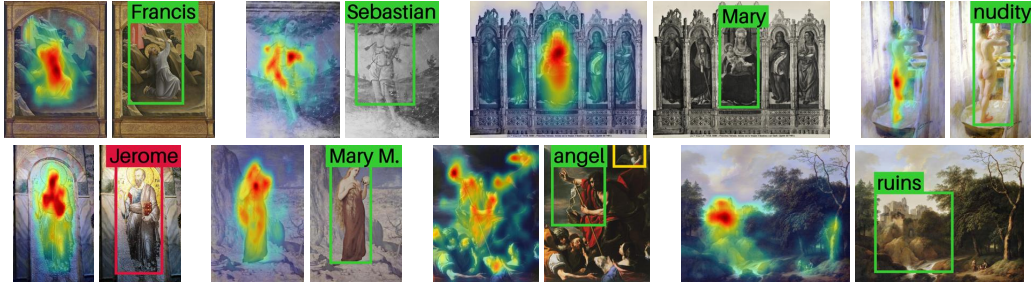 Francis
Sebastian
Mary
nudity
Jerome
Mary M.
angel
ruins